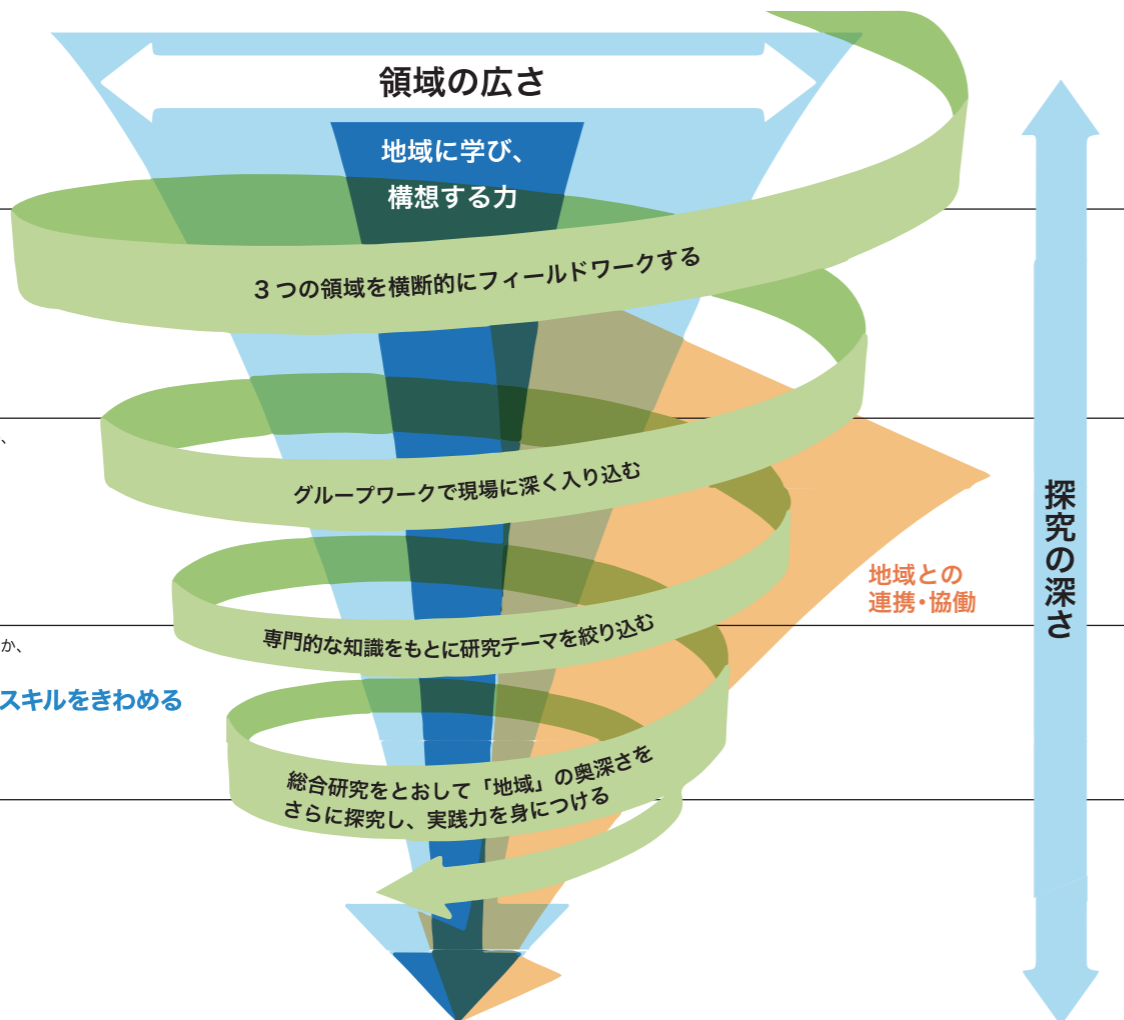 領域の広さ
地域に学び、
構想する力
3つの領域を横断的にフィールドワークする
、
グループワークで現場に深く入り込む
探究の深さ
地域との
連携・協働
専門的な知識をもとに研究テーマを絞り込む
か、
スキルをきわめる
総合研究をとおして「地域」の奥深さを
さらに探究し、実践力を身につける